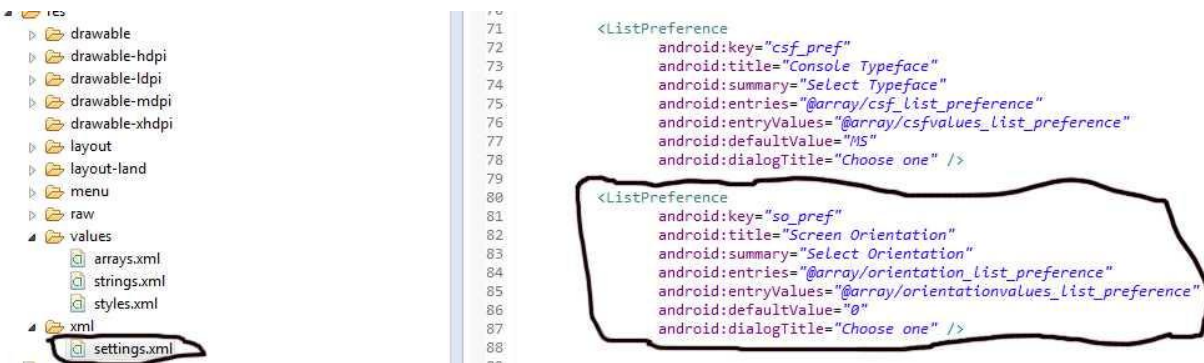 res
drawable
drawable-hdpi
drawable-ldpi
drawable-mdpi
drawable-xhdpi
layout
layout-land
menu
raw
values
arrays.xml
strings.xml
styles.xml
xml
settings.xml
70
71 <ListPreference
72 android:key="csf_pref"
73 android:title="Console Typeface"
74 android:summary="Select Typeface"
75 android:entries="@array/csf_list_preference"
76 android:entryValues="@array/csfvalues_list_preference"
77 android:defaultValue="MS"
78 android:dialogTitle="Choose one" />
79
80 <ListPreference
81 android:key="so_pref"
82 android:title="Screen Orientation"
83 android:summary="Select Orientation"
84 android:entries="@array/orientation_list_preference"
85 android:entryValues="@array/orientationvalues_list_preference"
86 android:defaultValue="0"
87 android:dialogTitle="Choose one" />
88